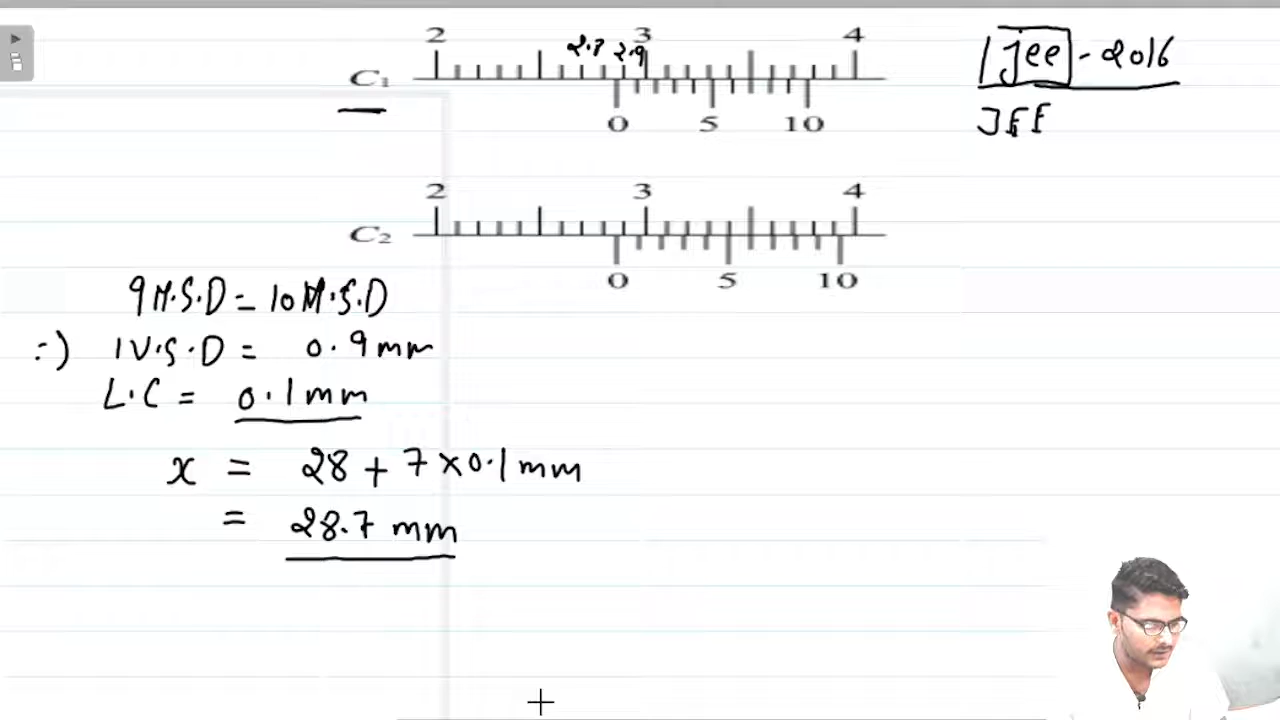 2 3 4
2.7 2.9
C1
0 5 10
Jee - 2016
JEE
2 3 4
C2
0 5 10
9 M.S.D = 10 M.S.D
∴) 1 V.S.D = 0.9 mm
L.C = 0.1 mm
x = 28 + 7 × 0.1 mm
= 28.7 mm